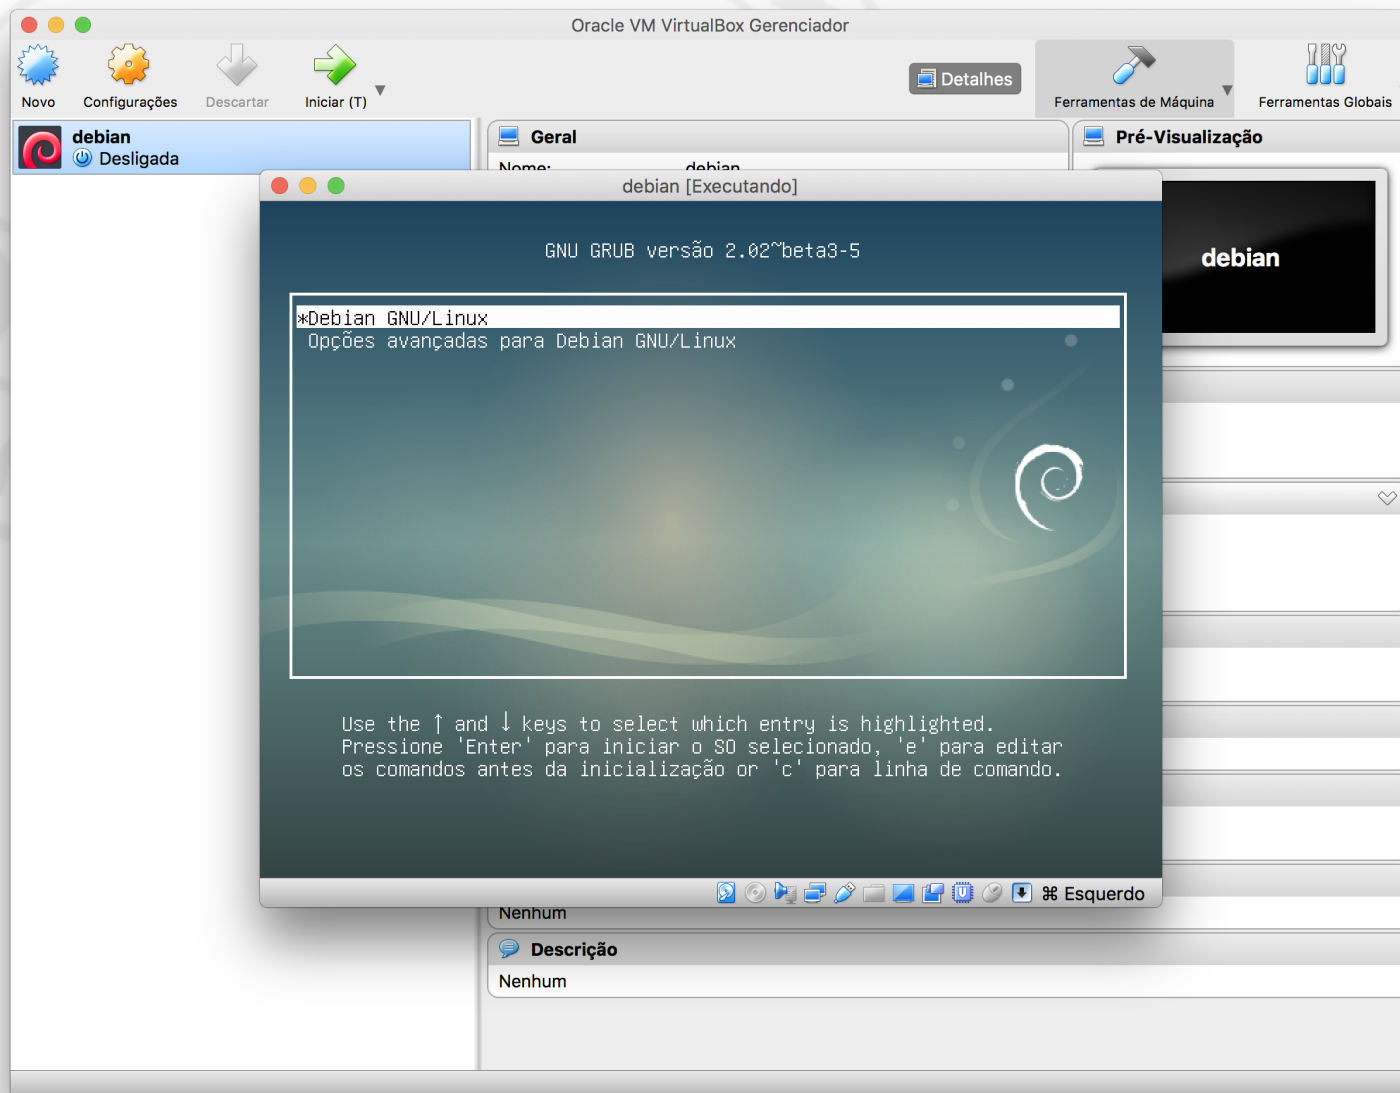 Oracle VM VirtualBox Gerenciador
Novo
Configurações
Descartar
Iniciar (T)
Detalhes
Ferramentas de Máquina
Ferramentas Globais
debian
Desligada
Geral
Nome: debian
Pré-Visualização
debian
debian [Executando]
GNU GRUB versão 2.02~beta3-5
*Debian GNU/Linux
Opções avançadas para Debian GNU/Linux
Use the ↑ and ↓ keys to select which entry is highlighted.
Pressione 'Enter' para iniciar o SO selecionado, 'e' para editar
os comandos antes da inicialização or 'c' para linha de comando.
⌘ Esquerdo
Nenhum
Descrição
Nenhum